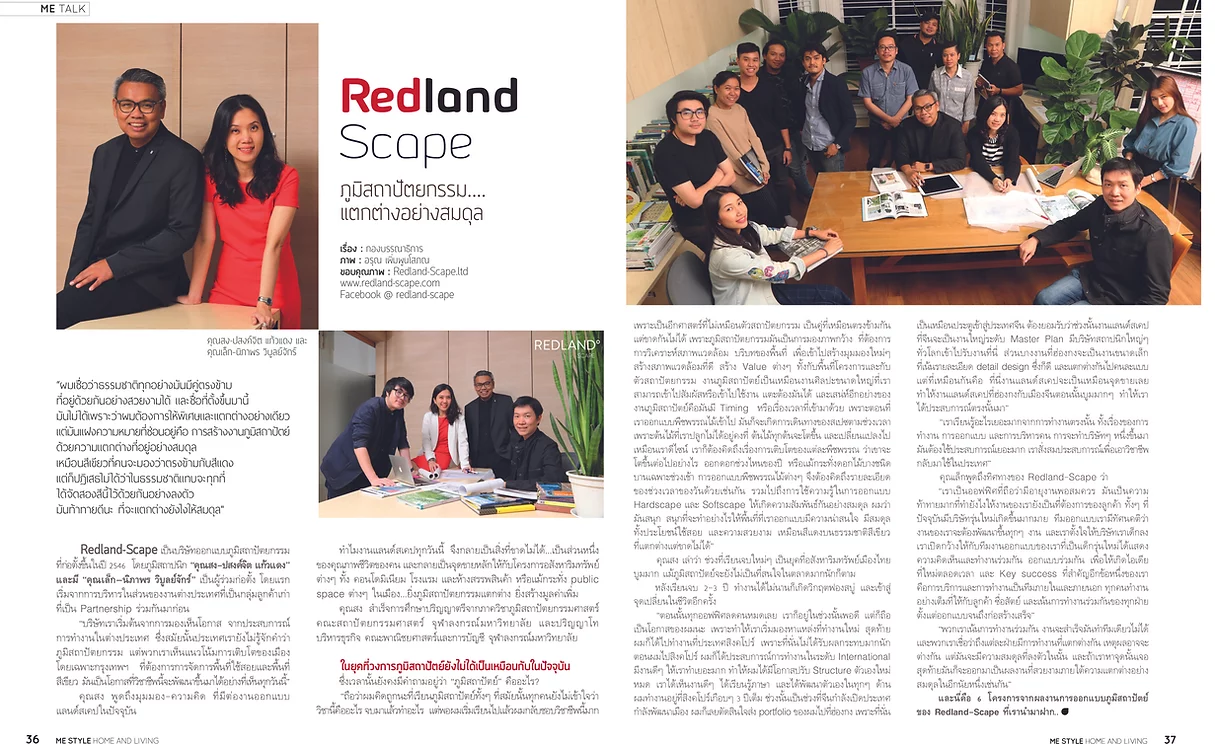 ME TALK
Redland
Scape
ภูมิสถาปัตยกรรม....
แตกต่างอย่างสมดุล
เรื่อง : กองบรรณาธิการ
ภาพ : อรุณ เพิ่มพูนโสภณ
ขอบคุณภาพ : Redland-Scape.ltd
www.redland-scape.com
Facebook @ redland-scape
คุณสง-ปสงค์จิต แก้วแดง และ
คุณเล็ก-นิภาพร วิบูลย์จักร์
REDLAND
SCAPE
"ผมเชื่อว่าธรรมชาติทุกอย่างมันมีคู่ตรงข้าม
ที่อยู่ด้วยกันอย่างสวยงามได้ และชื่อที่ตั้งขึ้นมานี้
มันไม่ได้เพราะว่าผมต้องการให้พิเศษและแตกต่างอย่างเดียว
แต่มันแฝงความหมายที่ซ่อนอยู่คือ การสร้างงานภูมิสถาปัตย์
ด้วยความแตกต่างที่อยู่อย่างสมดุล
เหมือนสีเขียวที่คนจะมองว่าตรงข้ามกับสีแดง
แต่ก็ปฏิเสธไม่ได้ว่าในธรรมชาติแทบจะทุกที่
ได้จัดสองสีนี้ไว้ด้วยกันอย่างลงตัว
มันท้าทายดีนะ ที่จะแตกต่างยังไงให้สมดุล"
Redland-Scape เป็นบริษัทออกแบบภูมิสถาปัตยกรรม
ที่ก่อตั้งขึ้นในปี 2546 โดยภูมิสถาปนิก "คุณสง-ปสงค์จิต แก้วแดง"
และมี "คุณเล็ก-นิภาพร วิบูลย์จักร์" เป็นผู้ร่วมก่อตั้ง โดยแรก
เริ่มจากการบริหารในส่วนของงานต่างประเทศที่เป็นกลุ่มลูกค้าเก่า
ที่เป็น Partnership ร่วมกันมาก่อน
"บริษัทเราเริ่มต้นจากการมองเห็นโอกาส จากประสบการณ์
การทำงานในต่างประเทศ ซึ่งสมัยนั้นประเทศเรายังไม่รู้จักคำว่า
ภูมิสถาปัตยกรรม แต่พวกเราเห็นแนวโน้มการเติบโตของเมือง
โดยเฉพาะกรุงเทพฯ ที่ต้องการการจัดการพื้นที่ใช้สอยและพื้นที่
สีเขียว มันเป็นโอกาสที่วิชาชีพนี้จะพัฒนาขึ้นมาได้อย่างที่เห็นทุกวันนี้"
คุณสง พูดถึงมุมมอง-ความคิด ที่มีต่องานออกแบบ
แลนด์สเคปในปัจจุบัน
ทำไมงานแลนด์สเคปทุกวันนี้ จึงกลายเป็นสิ่งที่ขาดไม่ได้...เป็นส่วนหนึ่ง
ของคุณภาพชีวิตของคน และกลายเป็นจุดขายหลักให้กับโครงการอสังหาริมทรัพย์
ต่างๆ ทั้ง คอนโดมิเนียม โรงแรม และห้างสรรพสินค้า หรือแม้กระทั่ง public
space ต่างๆ ในเมือง...ยิ่งภูมิสถาปัตยกรรมแตกต่าง ยิ่งสร้างมูลค่าเพิ่ม
คุณสง สำเร็จการศึกษาปริญญาตรีจากภาควิชาภูมิสถาปัตยกรรมศาสตร์
คณะสถาปัตยกรรมศาสตร์ จุฬาลงกรณ์มหาวิทยาลัย และปริญญาโท
บริหารธุรกิจ คณะพาณิชยศาสตร์และการบัญชี จุฬาลงกรณ์มหาวิทยาลัย
ในยุคที่วงการภูมิสถาปัตย์ยังไม่ได้เป็นเหมือนกับในปัจจุบัน
ซึ่งเวลานั้นยังคงมีคำถามอยู่ว่า "ภูมิสถาปัตย์" คืออะไร?
"ถือว่าผมคิดถูกนะที่เรียนภูมิสถาปัตย์ทั้งๆ ที่สมัยนั้นทุกคนยังไม่เข้าใจว่า
วิชานี้คืออะไร จบมาแล้วทำอะไร แต่พอผมเริ่มเรียนไปแล้วผมกลับชอบวิชาชีพนี้มาก
เพราะเป็นอีกศาสตร์ที่ไม่เหมือนตัวสถาปัตยกรรม เป็นคู่ที่เหมือนตรงข้ามกัน
แต่ขาดกันไม่ได้ เพราะภูมิสถาปัตยกรรมมันเป็นการมองภาพกว้าง ที่ต้องการ
การวิเคราะห์สภาพแวดล้อม บริบทของพื้นที่ เพื่อเข้าไปสร้างมุมมองใหม่ๆ
สร้างสภาพแวดล้อมที่ดี สร้าง Value ต่างๆ ทั้งกับพื้นที่โครงการและกับ
ตัวสถาปัตยกรรม งานภูมิสถาปัตย์เป็นเหมือนงานศิลปะขนาดใหญ่ที่เรา
สามารถเข้าไปสัมผัสหรือเข้าไปใช้งาน แตะต้องมันได้ และเสน่ห์อีกอย่างของ
งานภูมิสถาปัตย์คือมันมี Timing หรือเรื่องเวลาที่เข้ามาด้วย เพราะตอนที่
เราออกแบบพืชพรรณไม้เข้าไป มันก็จะเกิดการเดินทางของสเปซตามช่วงเวลา
เพราะต้นไม้ที่เราปลูกไม่ได้อยู่คงที่ ต้นไม้ทุกต้นจะโตขึ้น และเปลี่ยนแปลงไป
เหมือนเราดีไซน์ เราก็ต้องคิดถึงเรื่องการเติบโตของแต่ละพืชพรรณ ว่าเขาจะ
โตขึ้นต่อไปอย่างไร ออกดอกช่วงไหนของปี หรือแม้กระทั่งดอกไม้บางชนิด
บานเฉพาะช่วงเช้า การออกแบบพืชพรรณไม้ต่างๆ จึงต้องคิดถึงรายละเอียด
ของช่วงเวลาของวันด้วยเช่นกัน รวมไปถึงการใช้ความรู้ในการออกแบบ
Hardscape และ Softscape ให้เกิดความสัมพันธ์กันอย่างสมดุล ผมว่า
มันสนุก สนุกที่จะทำอย่างไรให้พื้นที่ที่เราออกแบบมีความน่าสนใจ มีสมดุล
ทั้งประโยชน์ใช้สอย และความสวยงาม เหมือนสีแดงบนธรรมชาติสีเขียว
ที่แตกต่างแต่ขาดไม่ได้"
คุณสง เล่าว่า ช่วงที่เรียนจบใหม่ๆ เป็นยุคที่อสังหาริมทรัพย์เมืองไทย
บูมมาก แม้ภูมิสถาปัตย์จะยังไม่เป็นที่สนใจในตลาดมากนักก็ตาม
หลังเรียนจบ 2-3 ปี ทำงานได้ไม่นานก็เกิดวิกฤตฟองสบู่ และเข้าสู่
จุดเปลี่ยนในชีวิตอีกครั้ง
"ตอนนั้นทุกออฟฟิศลดคนหมดเลย เราก็อยู่ในช่วงนั้นพอดี แต่ก็ถือ
เป็นโอกาสของผมนะ เพราะทำให้เราเริ่มมองหาแหล่งที่ทำงานใหม่ สุดท้าย
ผมก็ได้ไปทำงานที่ประเทศสิงคโปร์ เพราะที่นั่นไม่ได้รับผลกระทบมากนัก
ตอนผมไปสิงคโปร์ ผมก็ได้ประสบการณ์การทำงานในระดับ International
มีงานดีๆ ให้เราทำเยอะมาก ทำให้ผมได้มีโอกาสปรับ Structure ตัวเองใหม่
หมด เราได้เห็นงานดีๆ ได้เรียนรู้ภาษา และได้พัฒนาตัวเองในทุกๆ ด้าน
ผมทำงานอยู่ที่สิงคโปร์เกือบๆ 3 ปีเต็ม ช่วงนั้นเป็นช่วงที่จีนกำลังเปิดประเทศ
กำลังพัฒนาเมือง ผมก็เลยตัดสินใจส่ง portfolio ของผมไปที่ฮ่องกง เพราะที่นั่น
เป็นเหมือนประตูเข้าสู่ประเทศจีน ต้องยอมรับว่าช่วงนั้นงานแลนด์สเคป
ที่จีนจะเป็นงานใหญ่ระดับ Master Plan มีบริษัทสถาปนิกใหญ่ๆ
ทั่วโลกเข้าไปรับงานที่นี่ ส่วนบางงานที่ฮ่องกงจะเป็นงานขนาดเล็ก
ที่เน้นรายละเอียด detail design ซึ่งก็ดี และแตกต่างกันไปคนละแบบ
แต่ที่เหมือนกันคือ ที่นี่งานแลนด์สเคปจะเป็นเหมือนจุดขายเลย
ทำให้งานแลนด์สเคปที่ฮ่องกงกับเมืองจีนตอนนั้นบูมมากๆ ทำให้เรา
ได้ประสบการณ์ตรงนั้นมา"
"เราเรียนรู้อะไรเยอะมากจากการทำงานตรงนั้น ทั้งเรื่องของการ
ทำงาน การออกแบบ และการบริหารคน การจะทำบริษัทๆ หนึ่งขึ้นมา
มันต้องใช้ประสบการณ์เยอะมาก เราสั่งสมประสบการณ์เพื่อเอาวิชาชีพ
กลับมาใช้ในประเทศ"
คุณเล็กพูดถึงทิศทางของ Redland-Scape ว่า
"เราเป็นออฟฟิศที่ถือว่ามีอายุงานพอสมควร มันเป็นความ
ท้าทายมากที่ทำยังไงให้งานของเรายังเป็นที่ต้องการของลูกค้า ทั้งๆ ที่
ปัจจุบันมีบริษัทรุ่นใหม่เกิดขึ้นมากมาย ทีมออกแบบเรามีทัศนคติว่า
งานของเราจะต้องพัฒนาขึ้นทุกๆ งาน และเราตั้งใจให้บริษัทเราเด็กลง
เราเปิดกว้างให้กับทีมงานออกแบบของเราที่เป็นเด็กรุ่นใหม่ได้แสดง
ความคิดเห็นและทำงานร่วมกัน ออกแบบร่วมกัน เพื่อให้เกิดไอเดีย
ที่ใหม่ตลอดเวลา และ Key success ที่สำคัญอีกข้อหนึ่งของเรา
คือการบริการและการทำงานเป็นทีมภายในและภายนอก ทุกคนทำงาน
อย่างเต็มที่ให้กับลูกค้า ซื่อสัตย์ และเน้นการทำงานร่วมกันของทุกฝ่าย
ตั้งแต่ออกแบบจนถึงก่อสร้างเสร็จ"
"พวกเราเน้นการทำงานร่วมกัน งานจะสำเร็จมันทำทีมเดียวไม่ได้
และพวกเราเชื่อว่าถึงแต่ละฝ่ายมีการทำงานที่แตกต่างกัน เหตุผลอาจจะ
ต่างกัน แต่มันจะมีความสมดุลที่ลงตัวในนั้น และถ้าเราหาจุดนั้นเจอ
สุดท้ายมันก็จะออกมาเป็นผลงานที่สวยงามภายใต้ความแตกต่างอย่าง
สมดุลในอีกนัยหนึ่งเช่นกัน"
และนี่คือ 6 โครงการจากผลงานการออกแบบภูมิสถาปัตย์
ของ Redland-Scape ที่เรานำมาฝาก..
36 ME STYLE HOME AND LIVING
ME STYLE HOME AND LIVING 37